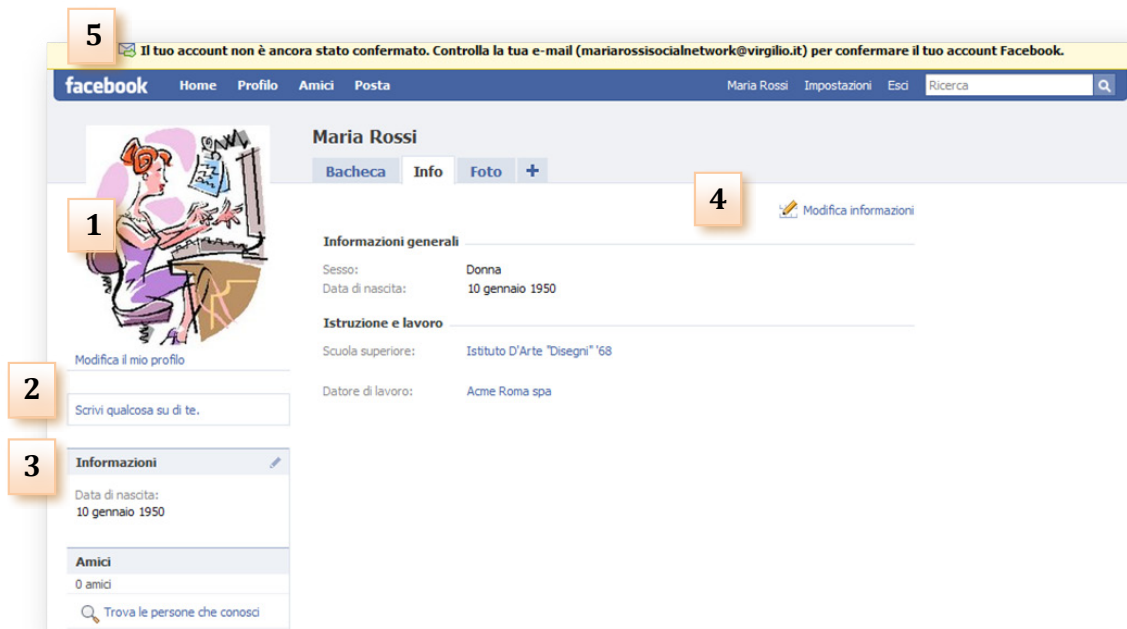 5
Il tuo account non è ancora stato confermato. Controlla la tua e-mail (mariarossisocialnetwork@virgilio.it) per confermare il tuo account Facebook.
facebook Home Profilo Amici Posta Maria Rossi Impostazioni Esci Ricerca
Maria Rossi
Bacheca Info Foto +
1
4
Modifica informazioni
Informazioni generali
Sesso: Donna
Data di nascita: 10 gennaio 1950
Istruzione e lavoro
Scuola superiore: Istituto D'Arte "Disegni" '68
Datore di lavoro: Acme Roma spa
Modifica il mio profilo
2
Scrivi qualcosa su di te.
3
Informazioni
Data di nascita:
10 gennaio 1950
Amici
0 amici
Trova le persone che conosci